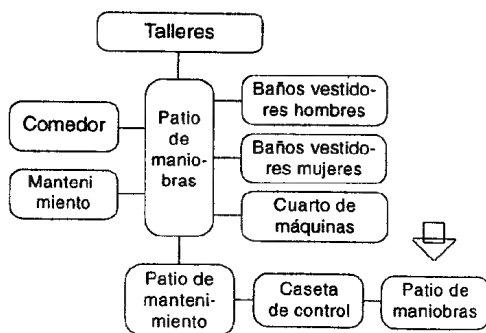 Talleres
Patio
de
manio-
bras
Comedor
Manteni
miento
Baños vestido-
res hombres
Baños vestido-
res mujeres
Cuarto de
máquinas
Patio de
manteni-
miento
Caseta
de control
Patio de
maniobras